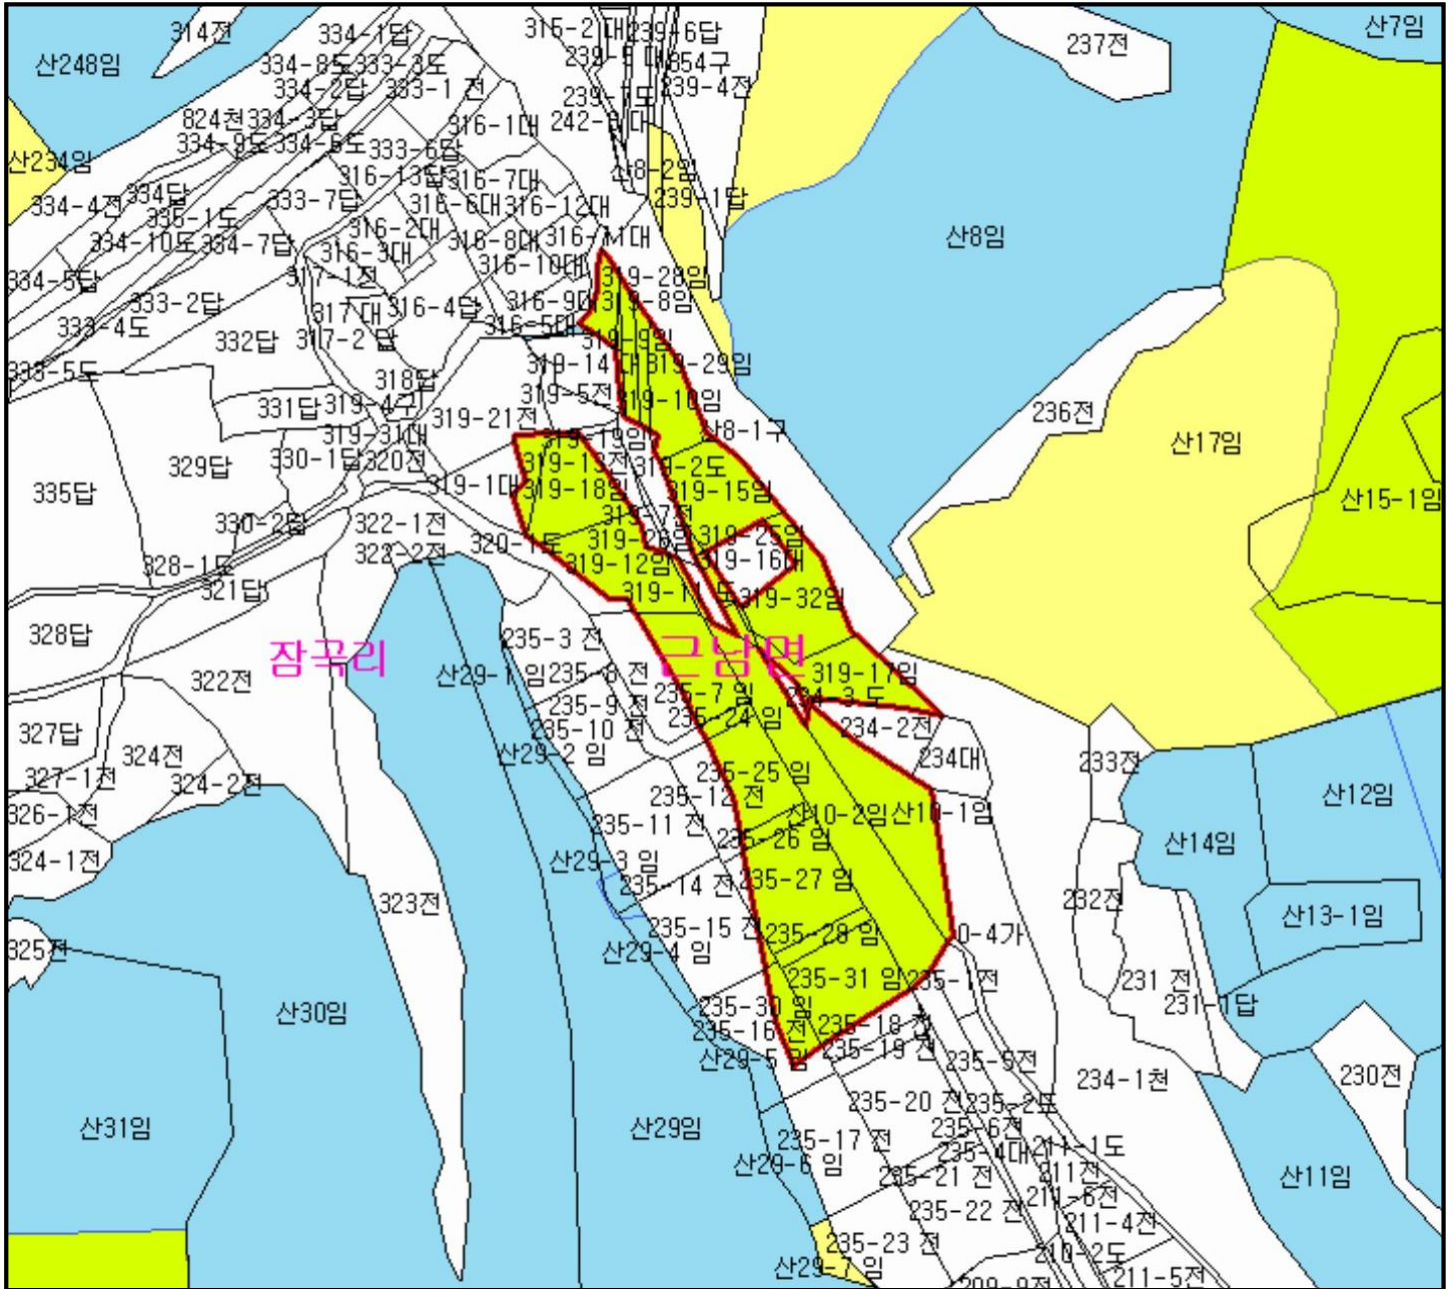 314전
334-1답
315-2 대
239-6답
산7임
산248임
334-8도
333-3도
239-9 대
854구
237전
334-2답
333-1 전
239-7도
239-4전
824천
334-3답
316-1대
242-8대
334-9도
334-6도
333-6답
산234임
산8-2임
316-13답
316-7대
334답
333-7답
316-6대
316-12대
239-1답
334-4전
335-1도
316-2대
334-10도
334-7답
316-3대
316-8대
316-11대
산8임
334-5답
317-1전
316-10대
319-28임
333-2답
317대
316-4답
316-9대
319-8임
333-4도
332답
317-2 답
316-5대
319-9임
333-5도
318답
319-14대
319-29임
331답
319-4구
319-21전
319-5전
319-10임
236전
319-31대
319-19임
산8-1구
산17임
335답
329답
330-1답
320전
319-13전
319-2도
319-1대
319-18임
319-15임
산15-1임
330-2답
322-1전
319-7전
328-1도
322-2전
320-1도
319-26임
319-25임
321답
319-12임
319-16대
319-11도
319-32임
328답
잠곡리
근남면
235-3 전
322전
산29-1 임
235-8 전
319-17임
235-9 전
235-7 임
234-3 도
327답
235-10 전
235-24 임
234-2전
327-1전
324전
산29-2 임
234대
233전
324-2전
235-25 임
산12임
326-1전
235-12 전
산10-2임
산10-1임
235-11 전
235-26 임
산14임
324-1전
산29-3 임
235-27 임
323전
235-14 전
232전
산13-1임
325전
235-15 전
235-28 임
0-4가
산29-4 임
235-31 임
235-1전
231 전
산30임
235-30 임
231-1답
235-16 전
235-18 전
산29-5 임
235-19 전
235-5전
234-1천
230전
산31임
산29임
235-20 전
235-2도
235-17 전
235-6전
235-4대
211-1도
산29-6 임
235-21 전
211전
산11임
235-22 전
211-6전
211-4전
235-23 전
210-2도
산29-7 임
209-9전
211-5전